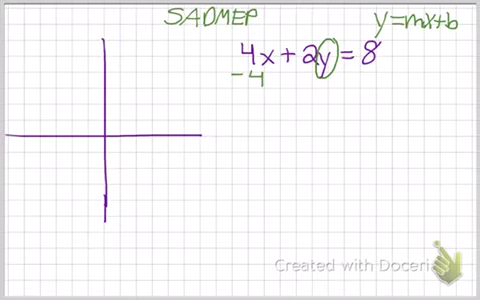 SADMEP
y=mx+b
4x + 2y = 8
-4
Created with Doceri